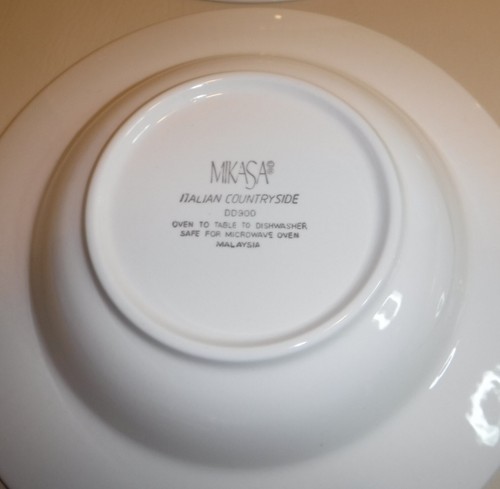 MIKASA®
ITALIAN COUNTRYSIDE
DD900
OVEN TO TABLE TO DISHWASHER
SAFE FOR MICROWAVE OVEN
MALAYSIA